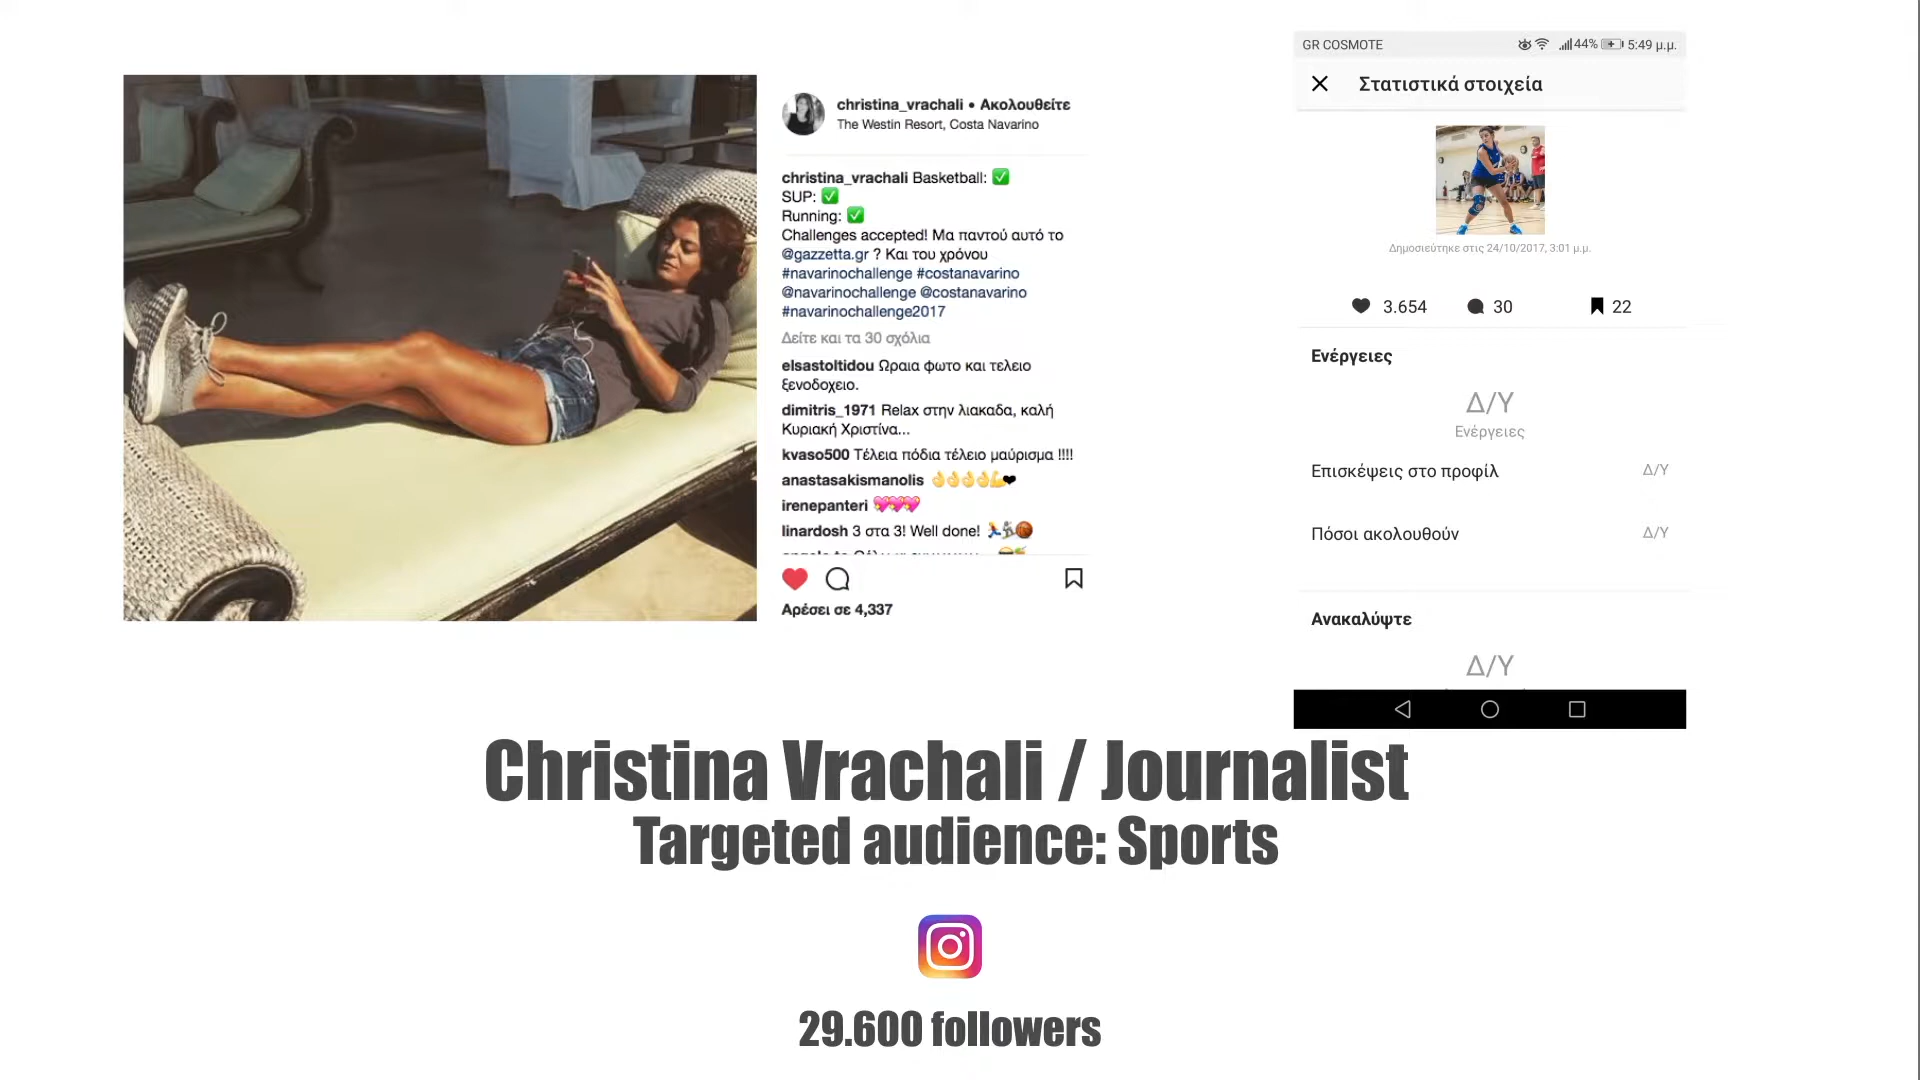 christina_vrachali • Ακολουθείτε
The Westin Resort, Costa Navarino
christina_vrachali Basketball: ✅
SUP: ✅
Running: ✅
Challenges accepted! Μα παντού αυτό το
@gazzetta.gr ? Και του χρόνου
#navarinochallenge #costanavarino
@navarinochallenge @costanavarino
#navarinochallenge2017
Δείτε και τα 30 σχόλια
elsastoltidou Ωραια φωτο και τελειο
ξενοδοχειο.
dimitris_1971 Relax στην λιακαδα, καλή
Κυριακή Χριστίνα...
kvaso500 Τέλεια πόδια τέλειο μαύρισμα !!!!
anastasakismanolis 👌👌👌👌💪❤
irenepanteri 💖💖💖
linardosh 3 στα 3! Well done! 🏃🏄🏀
Αρέσει σε 4,337
GR COSMOTE 44% 5:49 μ.μ.
Στατιστικά στοιχεία
Δημοσιεύτηκε στις 24/10/2017, 3:01 μ.μ.
3.654 30 22
Ενέργειες
Δ/Υ
Ενέργειες
Επισκέψεις στο προφίλ Δ/Υ
Πόσοι ακολουθούν Δ/Υ
Ανακαλύψτε
Δ/Υ
Christina Vrachali / Journalist
Targeted audience: Sports
29.600 followers